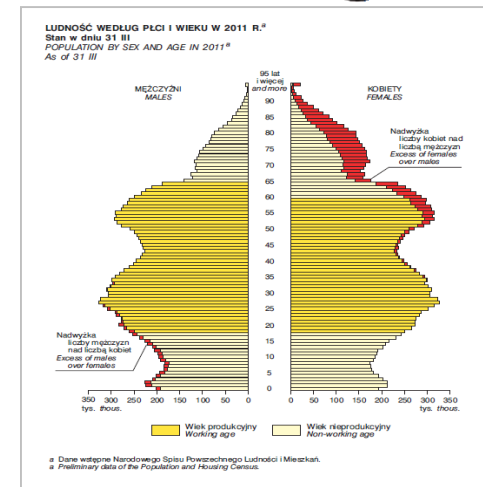 LUDNOŚĆ WEDŁUG PŁCI I WIEKU W 2011 R.a
Stan w dniu 31 III
POPULATION BY SEX AND AGE IN 2011a
As of 31 III
MĘŻCZYŹNI
MALES
95 lat
i więcej
and more
KOBIETY
FEMALES
90
85
80
75
70
65
60
55
50
45
40
35
30
25
20
15
10
5
0
Nadwyżka
liczby kobiet nad
liczbą mężczyzn
Excess of females
over males
Nadwyżka
liczby mężczyzn
nad liczbą kobiet
Excess of males
over females
350 300 250 200 150 100 50 0
tys. thous.
0 50 100 150 200 250 300 350
tys. thous.
Wiek produkcyjny
Working age
Wiek nieprodukcyjny
Non-working age
a Dane wstępne Narodowego Spisu Powszechnego Ludności i Mieszkań.
a Preliminary data of the Population and Housing Census.